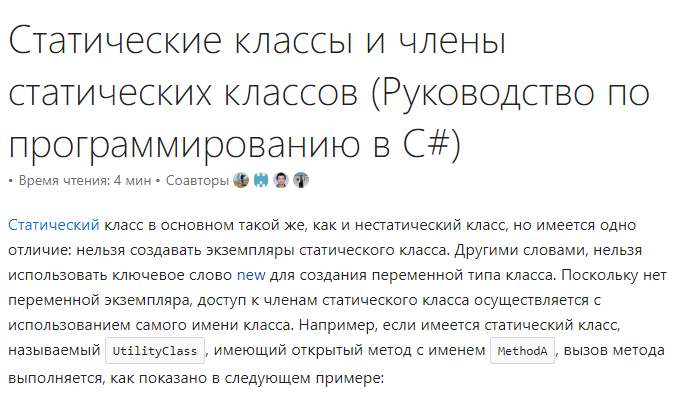 Статические классы и члены
статических классов (Руководство по
программированию в C#)
• Время чтения: 4 мин • Соавторы
Статический класс в основном такой же, как и нестатический класс, но имеется одно
отличие: нельзя создавать экземпляры статического класса. Другими словами, нельзя
использовать ключевое слово new для создания переменной типа класса. Поскольку нет
переменной экземпляра, доступ к членам статического класса осуществляется с
использованием самого имени класса. Например, если имеется статический класс,
называемый UtilityClass, имеющий открытый метод с именем MethodA, вызов метода
выполняется, как показано в следующем примере: